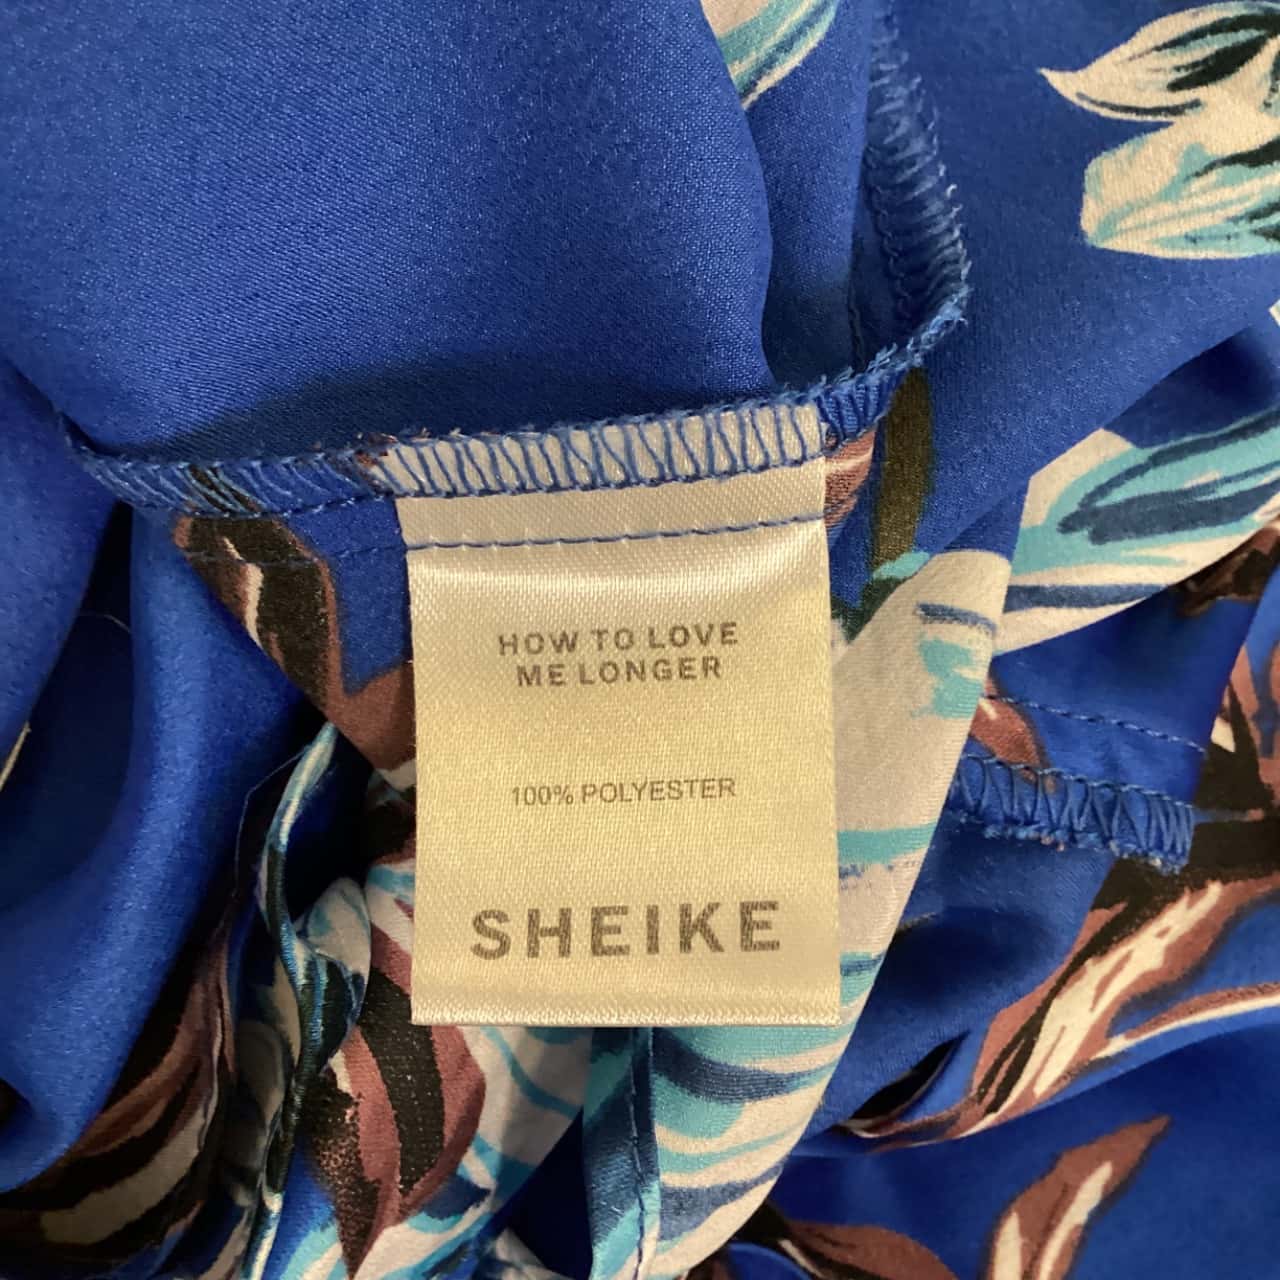 HOW TO LOVE
ME LONGER
100% POLYESTER
SHEIKE